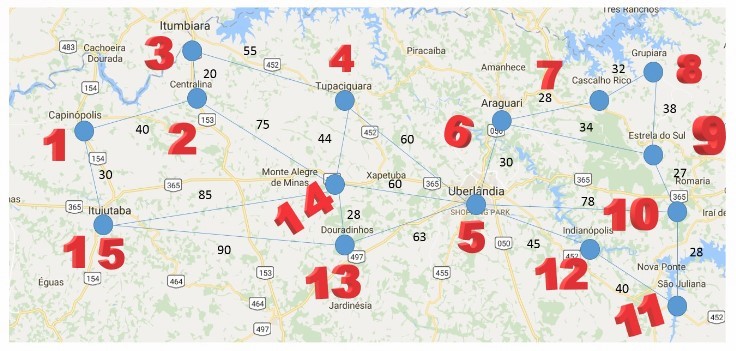 Três Ranchos
Itumbiara
483
Cachoeira
Dourada
3
55
452
Piracaíba
4
7
32
Grupiara
8
154
20
Centralina
Tupaciguara
Amanhece
Cascalho Rico
28
Araguari
050
Capinópolis
1
40
2
153
75
44
452
60
6
34
38
Estrela do Sul
9
154
30
365
85
Monte Alegre
de Minas
Xapetuba
60
365
30
365
27
Romaria
365
14
Uberlândia
SHOPPING PARK
78
10
Irai de
365
Ituiutaba
15
28
Douradinhos
63
5
050
45
Indianópolis
452
28
90
497
154
Éguas
464
153
13
455
12
Nova Ponte
São Juliana
40
11
452
464
Jardinésia
497